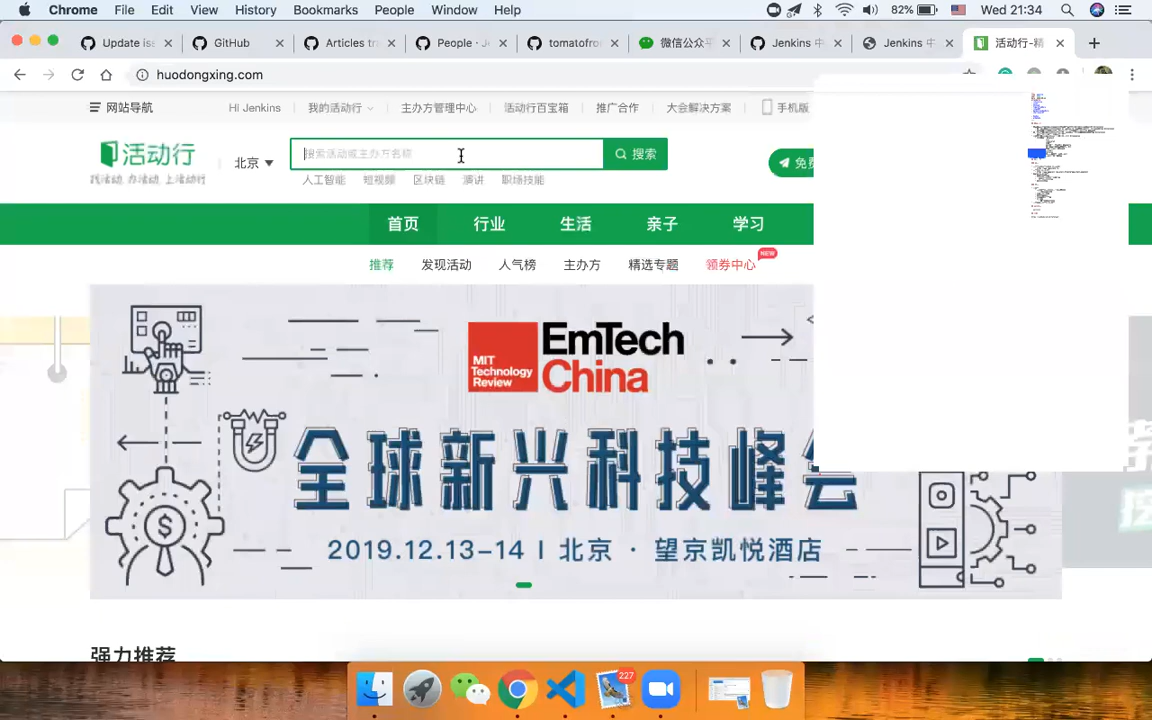 Chrome File Edit View History Bookmarks People Window Help 82% Wed 21:34
Update is GitHub Articles tr People · J tomatofro 微信公众平 Jenkins 中 Jenkins 中 活动行-精
huodongxing.com
网站导航 Hi Jenkins 我的活动行 主办方管理中心 活动行百宝箱 推广合作 大会解决方案 手机版
活动行
找活动, 办活动, 上活动行
北京
搜索活动或主办方名称
搜索
免费
人工智能 短视频 区块链 演讲 职场技能
首页 行业 生活 亲子 学习
推荐 发现活动 人气榜 主办方 精选专题 领券中心 NEW
MIT Technology Review
EmTech China
全球新兴科技峰会
2019.12.13-14 | 北京 · 望京凯悦酒店
强力推荐
227